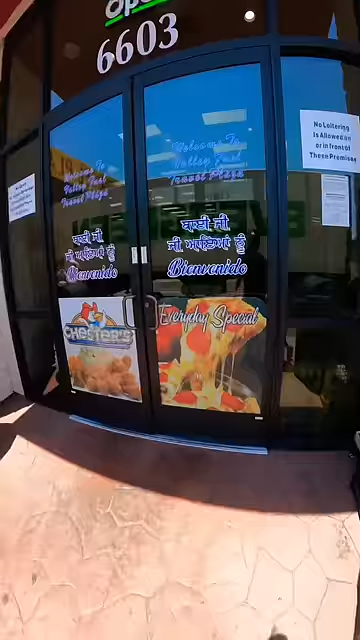 Open
6603
Welcome To
Valley Fuel
Travel Plaza
Welcome To
Valley Fuel
Travel Plaza
ਬਾਈ ਜੀ
ਜੀ ਆਇਆਂ ਨੂੰ
Bienvenido
ਬਾਈ ਜੀ
ਜੀ ਆਇਆਂ ਨੂੰ
Bienvenido
CHESTER'S
Everyday Special
No Loitering
Is Allowed on
or in front of
These Premises